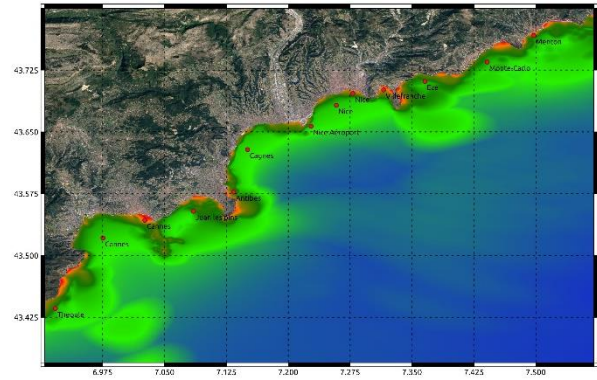 Menton
43.725
Monte-Carlo
Eze
Villefranche
Nice
Nice
43.650
Nice Aéroport
Cagnes
43.575
Antibes
Juan les pins
Cannes
43.500
Cannes
43.425
Théoule
6.975 7.050 7.125 7.200 7.275 7.350 7.425 7.500